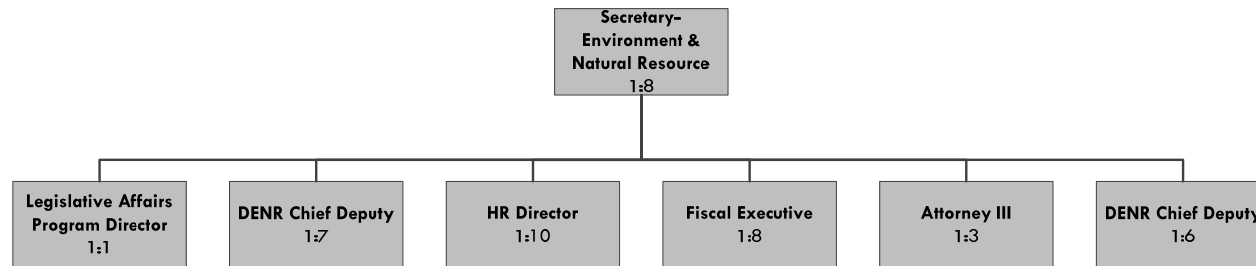 Secretary–
Environment &
Natural Resource
1:8
Legislative Affairs
Program Director
1:1
DENR Chief Deputy
1:7
HR Director
1:10
Fiscal Executive
1:8
Attorney III
1:3
DENR Chief Deputy
1:6